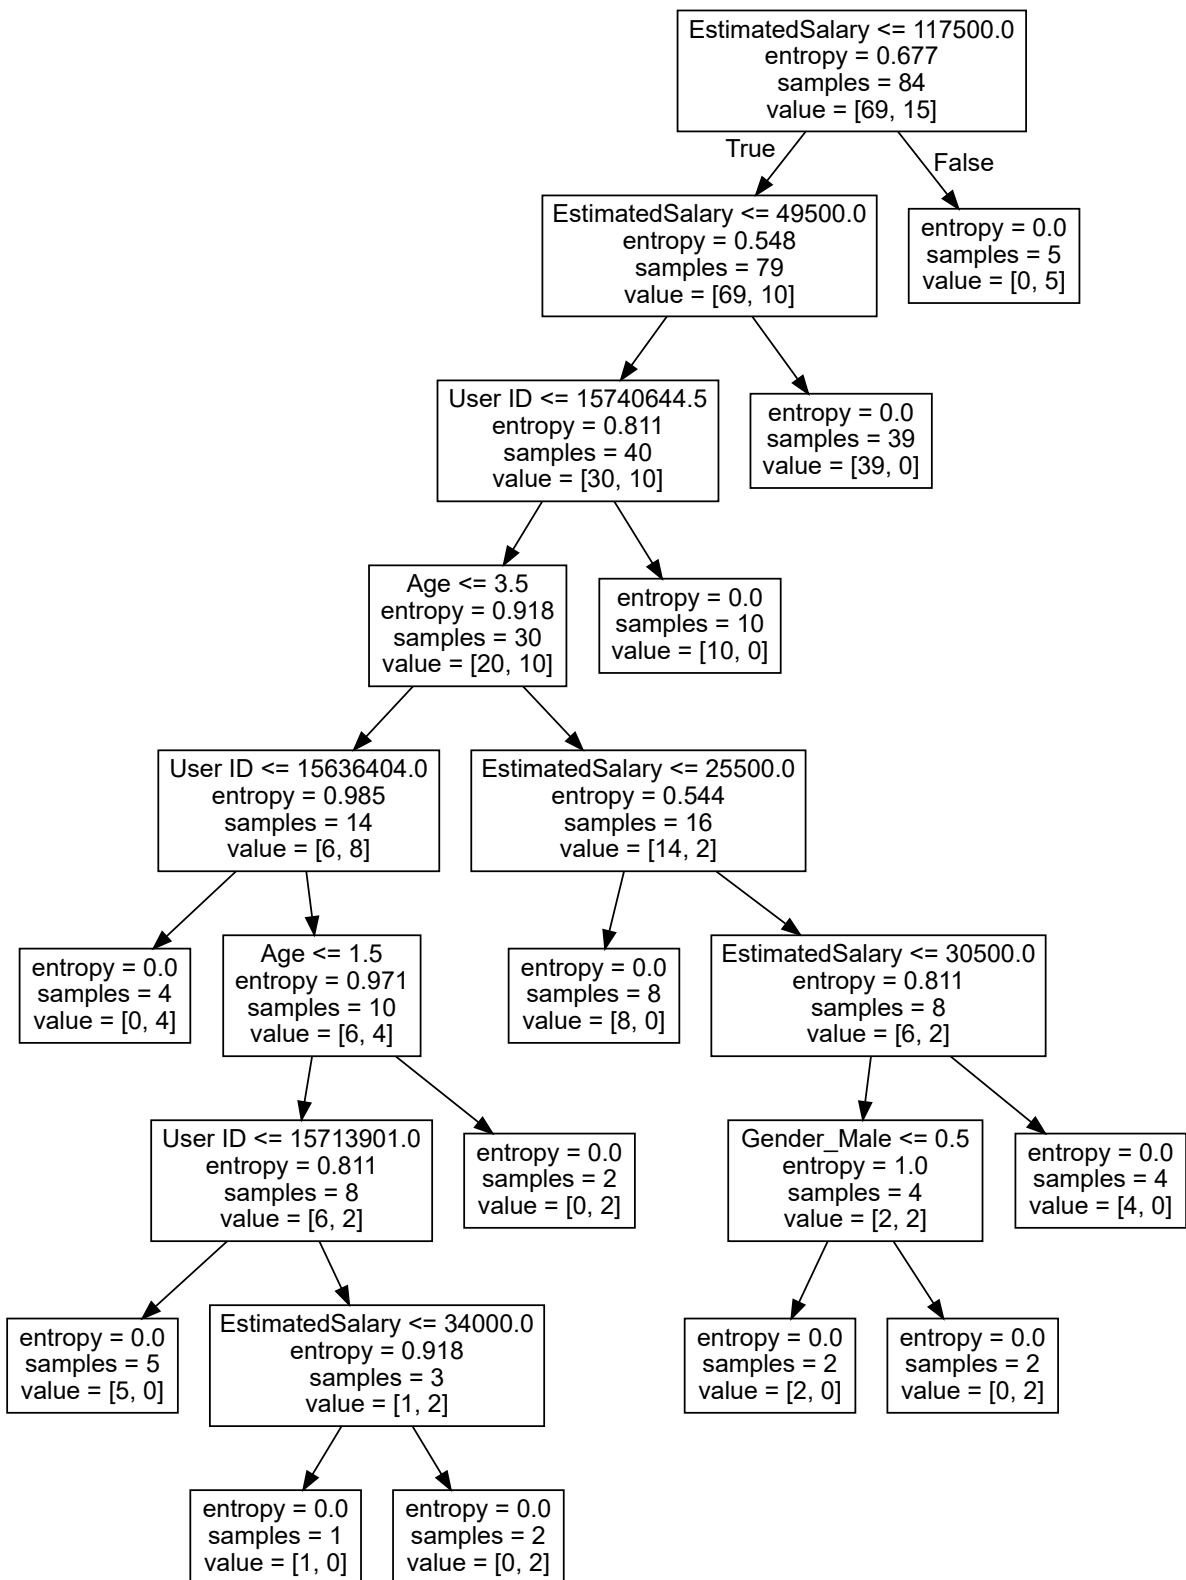 EstimatedSalary <= 117500.0
entropy = 0.677
samples = 84
value = [69, 15]
True
False
EstimatedSalary <= 49500.0
entropy = 0.548
samples = 79
value = [69, 10]
entropy = 0.0
samples = 5
value = [0, 5]
User ID <= 15740644.5
entropy = 0.811
samples = 40
value = [30, 10]
entropy = 0.0
samples = 39
value = [39, 0]
Age <= 3.5
entropy = 0.918
samples = 30
value = [20, 10]
entropy = 0.0
samples = 10
value = [10, 0]
User ID <= 15636404.0
entropy = 0.985
samples = 14
value = [6, 8]
EstimatedSalary <= 25500.0
entropy = 0.544
samples = 16
value = [14, 2]
entropy = 0.0
samples = 4
value = [0, 4]
Age <= 1.5
entropy = 0.971
samples = 10
value = [6, 4]
entropy = 0.0
samples = 8
value = [8, 0]
EstimatedSalary <= 30500.0
entropy = 0.811
samples = 8
value = [6, 2]
User ID <= 15713901.0
entropy = 0.811
samples = 8
value = [6, 2]
entropy = 0.0
samples = 2
value = [0, 2]
Gender_Male <= 0.5
entropy = 1.0
samples = 4
value = [2, 2]
entropy = 0.0
samples = 4
value = [4, 0]
entropy = 0.0
samples = 5
value = [5, 0]
EstimatedSalary <= 34000.0
entropy = 0.918
samples = 3
value = [1, 2]
entropy = 0.0
samples = 2
value = [2, 0]
entropy = 0.0
samples = 2
value = [0, 2]
entropy = 0.0
samples = 1
value = [1, 0]
entropy = 0.0
samples = 2
value = [0, 2]